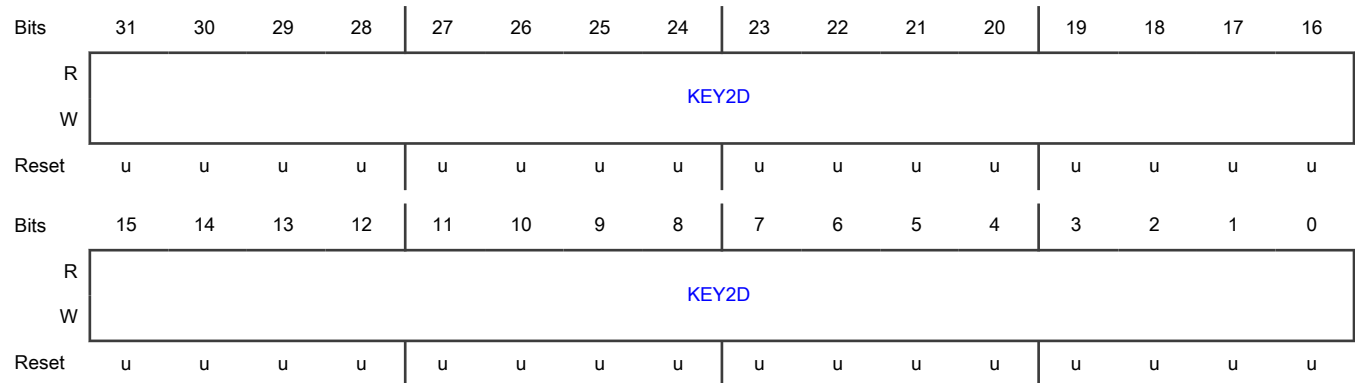 Bits 31 30 29 28 27 26 25 24 23 22 21 20 19 18 17 16
R
KEY2D
W
Reset u u u u u u u u u u u u u u u u
Bits 15 14 13 12 11 10 9 8 7 6 5 4 3 2 1 0
R
KEY2D
W
Reset u u u u u u u u u u u u u u u u